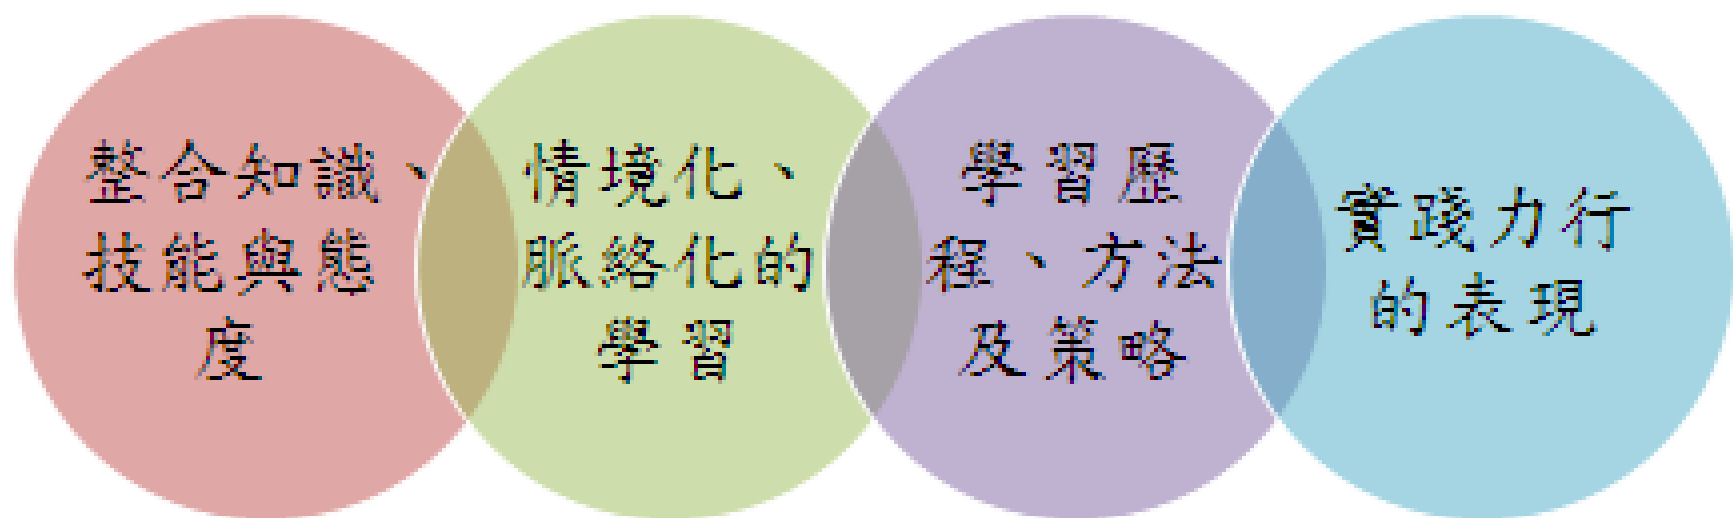 整合知識、
技能與態
度
情境化、
脈絡化的
學習
學習歷
程、方法
及策略
實踐力行
的表現